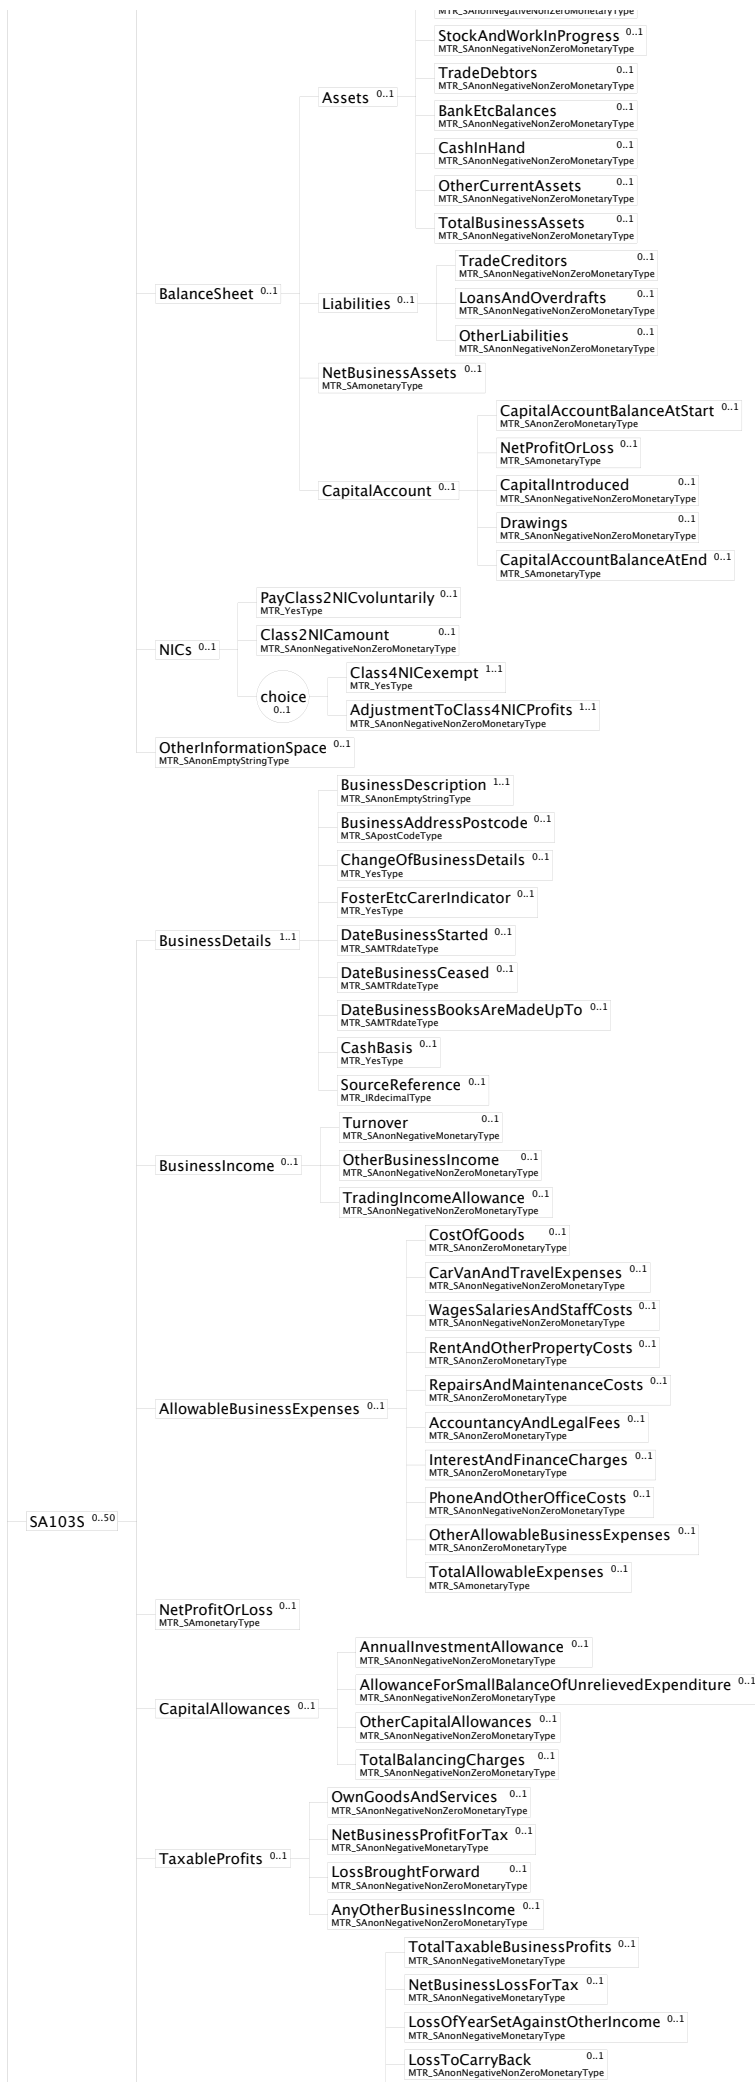 MTR_SAnonNegativeNonZeroMonetaryType
StockAndWorkInProgress 0..1
MTR_SAnonNegativeNonZeroMonetaryType
TradeDebtors 0..1
MTR_SAnonNegativeNonZeroMonetaryType
Assets 0..1
BankEtcBalances 0..1
MTR_SAnonNegativeNonZeroMonetaryType
CashInHand 0..1
MTR_SAnonNegativeNonZeroMonetaryType
OtherCurrentAssets 0..1
MTR_SAnonNegativeNonZeroMonetaryType
TotalBusinessAssets 0..1
MTR_SAnonNegativeNonZeroMonetaryType
BalanceSheet 0..1
TradeCreditors 0..1
MTR_SAnonNegativeNonZeroMonetaryType
Liabilities 0..1
LoansAndOverdrafts 0..1
MTR_SAnonNegativeNonZeroMonetaryType
OtherLiabilities 0..1
MTR_SAnonNegativeNonZeroMonetaryType
NetBusinessAssets 0..1
MTR_SAmonetaryType
CapitalAccountBalanceAtStart 0..1
MTR_SAnonZeroMonetaryType
NetProfitOrLoss 0..1
MTR_SAmonetaryType
CapitalAccount 0..1
CapitalIntroduced 0..1
MTR_SAnonNegativeNonZeroMonetaryType
Drawings 0..1
MTR_SAnonNegativeNonZeroMonetaryType
CapitalAccountBalanceAtEnd 0..1
MTR_SAmonetaryType
PayClass2NICvoluntarily 0..1
MTR_YesType
NICs 0..1
Class2NICamount 0..1
MTR_SAnonNegativeNonZeroMonetaryType
choice
0..1
Class4NICexempt 1..1
MTR_YesType
AdjustmentToClass4NICProfits 1..1
MTR_SAnonNegativeNonZeroMonetaryType
OtherInformationSpace 0..1
MTR_SAnonEmptyStringType
BusinessDescription 1..1
MTR_SAnonEmptyStringType
BusinessAddressPostcode 0..1
MTR_SApostCodeType
ChangeOfBusinessDetails 0..1
MTR_YesType
FosterEtcCarerIndicator 0..1
MTR_YesType
BusinessDetails 1..1
DateBusinessStarted 0..1
MTR_SAMTRdateType
DateBusinessCeased 0..1
MTR_SAMTRdateType
DateBusinessBooksAreMadeUpTo 0..1
MTR_SAMTRdateType
CashBasis 0..1
MTR_YesType
SourceReference 0..1
MTR_IRdecimalType
Turnover 0..1
MTR_SAnonNegativeMonetaryType
BusinessIncome 0..1
OtherBusinessIncome 0..1
MTR_SAnonNegativeNonZeroMonetaryType
TradingIncomeAllowance 0..1
MTR_SAnonNegativeNonZeroMonetaryType
CostOfGoods 0..1
MTR_SAnonZeroMonetaryType
CarVanAndTravelExpenses 0..1
MTR_SAnonNegativeNonZeroMonetaryType
WagesSalariesAndStaffCosts 0..1
MTR_SAnonNegativeNonZeroMonetaryType
RentAndOtherPropertyCosts 0..1
MTR_SAnonZeroMonetaryType
RepairsAndMaintenanceCosts 0..1
MTR_SAnonZeroMonetaryType
AllowableBusinessExpenses 0..1
AccountancyAndLegalFees 0..1
MTR_SAnonZeroMonetaryType
InterestAndFinanceCharges 0..1
MTR_SAnonZeroMonetaryType
PhoneAndOtherOfficeCosts 0..1
MTR_SAnonNegativeNonZeroMonetaryType
SA103S 0..50
OtherAllowableBusinessExpenses 0..1
MTR_SAnonZeroMonetaryType
TotalAllowableExpenses 0..1
MTR_SAmonetaryType
NetProfitOrLoss 0..1
MTR_SAmonetaryType
AnnualInvestmentAllowance 0..1
MTR_SAnonNegativeNonZeroMonetaryType
AllowanceForSmallBalanceOfUnrelievedExpenditure 0..1
MTR_SAnonNegativeNonZeroMonetaryType
CapitalAllowances 0..1
OtherCapitalAllowances 0..1
MTR_SAnonNegativeNonZeroMonetaryType
TotalBalancingCharges 0..1
MTR_SAnonNegativeNonZeroMonetaryType
OwnGoodsAndServices 0..1
MTR_SAnonNegativeNonZeroMonetaryType
NetBusinessProfitForTax 0..1
MTR_SAnonNegativeMonetaryType
TaxableProfits 0..1
LossBroughtForward 0..1
MTR_SAnonNegativeNonZeroMonetaryType
AnyOtherBusinessIncome 0..1
MTR_SAnonNegativeNonZeroMonetaryType
TotalTaxableBusinessProfits 0..1
MTR_SAnonNegativeMonetaryType
NetBusinessLossForTax 0..1
MTR_SAnonNegativeMonetaryType
LossOfYearSetAgainstOtherIncome 0..1
MTR_SAnonNegativeMonetaryType
LossToCarryBack 0..1
MTR_SAnonNegativeNonZeroMonetaryType